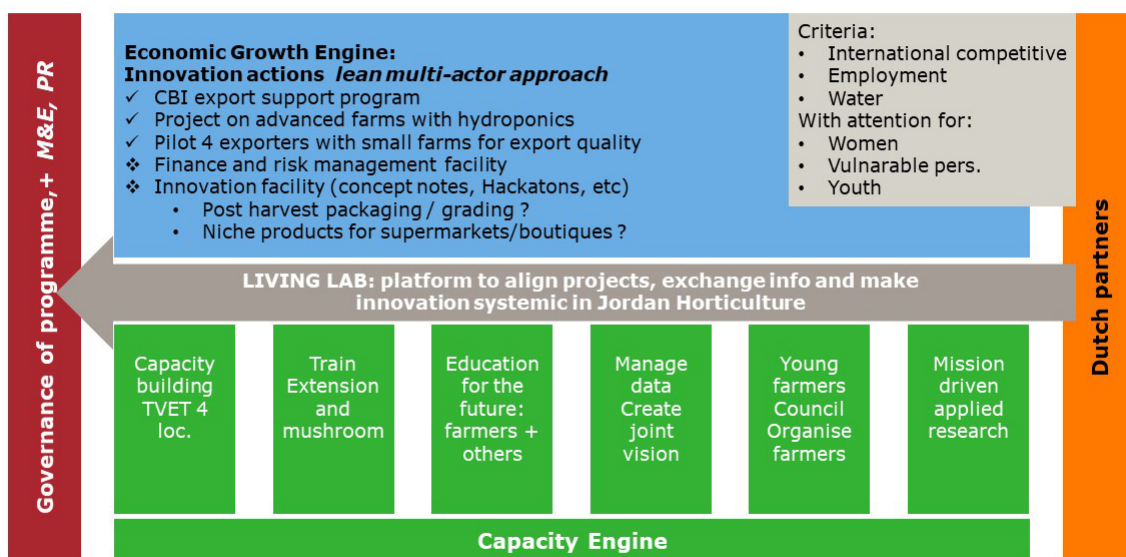 Governance of programme,+ M&E, PR
Economic Growth Engine:
Innovation actions lean multi-actor approach
✓ CBI export support program
✓ Project on advanced farms with hydroponics
✓ Pilot 4 exporters with small farms for export quality
❖ Finance and risk management facility
❖ Innovation facility (concept notes, Hackatons, etc)
• Post harvest packaging / grading ?
• Niche products for supermarkets/boutiques ?
Criteria:
• International competitive
• Employment
• Water
With attention for:
• Women
• Vulnarable pers.
• Youth
Dutch partners
LIVING LAB: platform to align projects, exchange info and make
innovation systemic in Jordan Horticulture
Capacity
building
TVET 4
loc.
Train
Extension
and
mushroom
Education
for the
future:
farmers +
others
Manage
data
Create
joint
vision
Young
farmers
Council
Organise
farmers
Mission
driven
applied
research
Capacity Engine